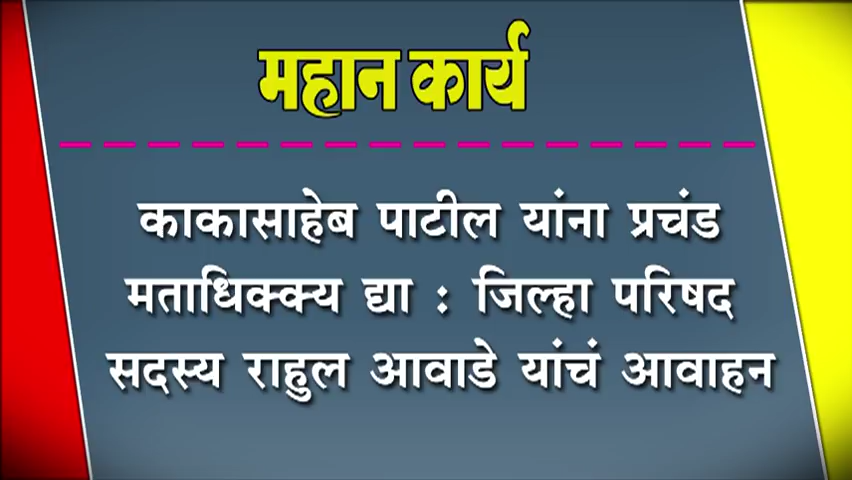 महान कार्य
काकासाहेब पाटील यांना प्रचंड
मताधिक्क्य द्या : जिल्हा परिषद
सदस्य राहुल आवाडे यांचं आवाहन